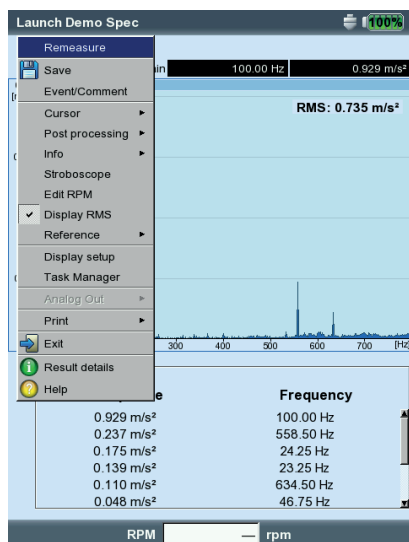 Launch Demo Spec 100%
Remeasure
Save
in 100.00 Hz 0.929 m/s²
Event/Comment
RMS: 0.735 m/s²
Cursor
Post processing
Info
Stroboscope
Edit RPM
Display RMS
Reference
Display setup
Task Manager
Analog Out
Print
Exit
300 400 500 600 700 [Hz
Result details
Help
e Frequency
0.929 m/s² 100.00 Hz
0.237 m/s² 558.50 Hz
0.175 m/s² 24.25 Hz
0.139 m/s² 23.25 Hz
0.110 m/s² 634.50 Hz
0.048 m/s² 46.75 Hz
RPM — rpm